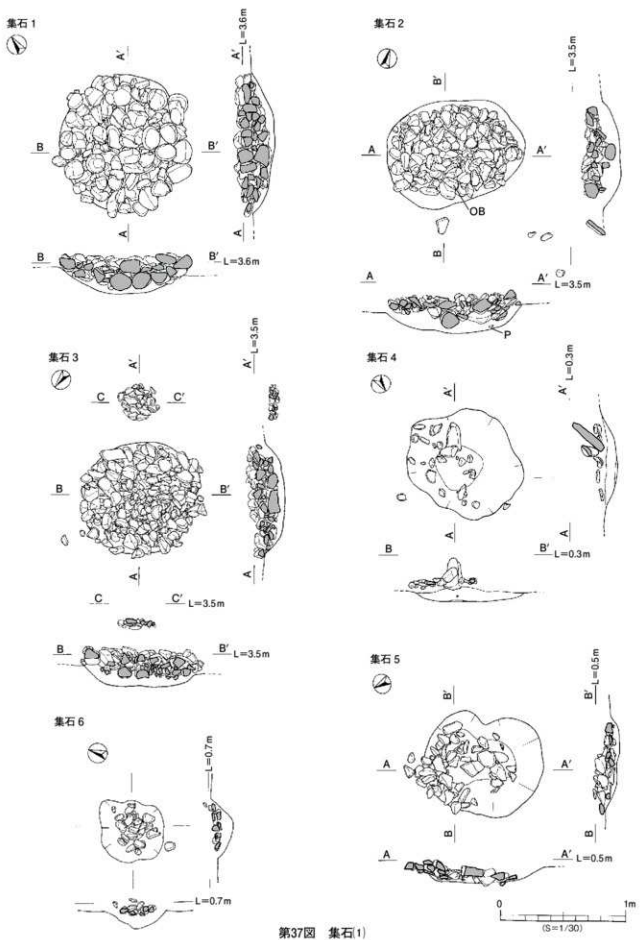 集石1
A′
L=3.6m
B
B′
A
A
B
B′
L=3.6m
集石2
B′
L=3.5m
A
A′
OB
B
A
A′
L=3.5m
P
集石3
A′
L=3.5m
C
C′
B
B′
A
A
C
C′
L=3.5m
B
B′
L=3.5m
集石4
A′
A′
L=0.3m
A
A
B
B′
L=0.3m
集石5
B′
B′
L=0.5m
A
A′
B
B
A
A′
L=0.5m
集石6
L=0.7m
L=0.7m
0
1m
(S=1/30)
第37図 集石(1)